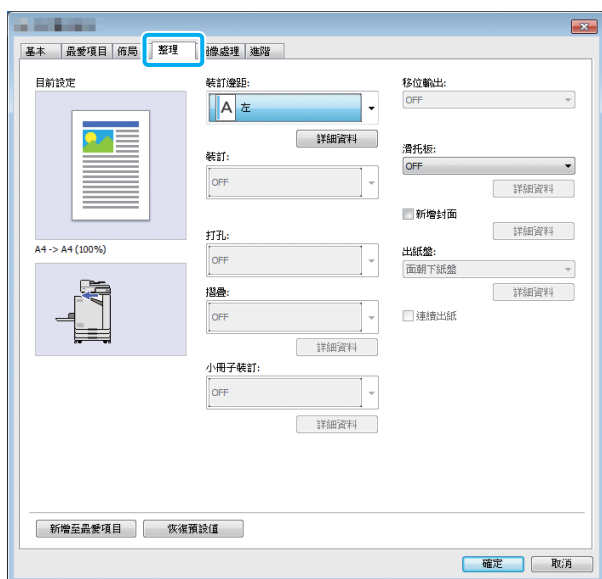 基本 最愛項目 佈局 整理 圖像處理 進階
目前設定
A4 -> A4 (100%)
裝訂邊距:
A 左
詳細資料
裝訂:
OFF
打孔:
OFF
摺疊:
OFF
詳細資料
小冊子裝訂:
OFF
詳細資料
移位輸出:
OFF
滑托板:
OFF
詳細資料
新增封面
詳細資料
出紙盤:
面朝下紙盤
詳細資料
連續出紙
新增至最愛項目 恢復預設值
確定 取消